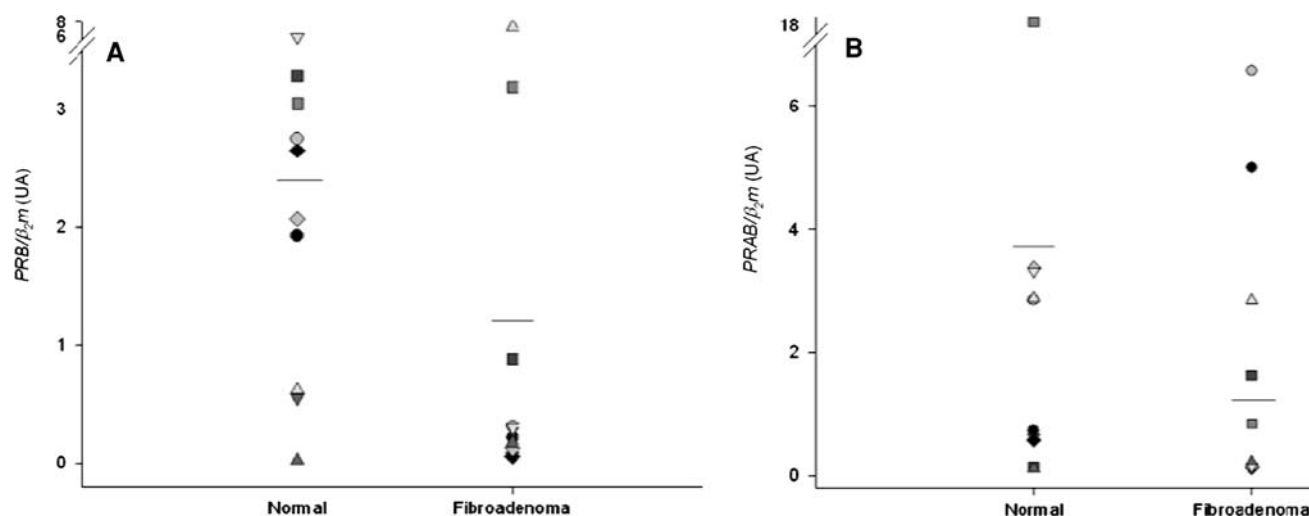 A
PRB/β₂m (UA)
8
6
3
2
1
0
Normal Fibroadenoma
B
PRAB/β₂m (UA)
18
6
4
2
0
Normal Fibroadenoma